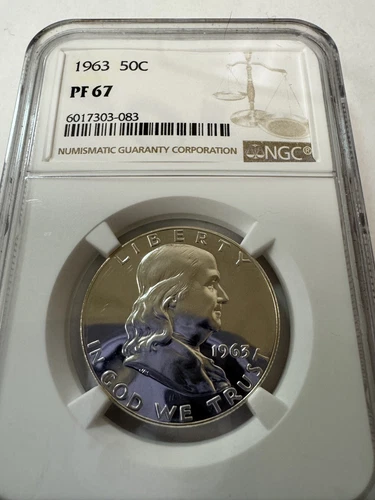 1963 50C
PF 67
6017303-083
NUMISMATIC GUARANTY CORPORATION
NGC®
LIBERTY
1963
IN GOD WE TRUST